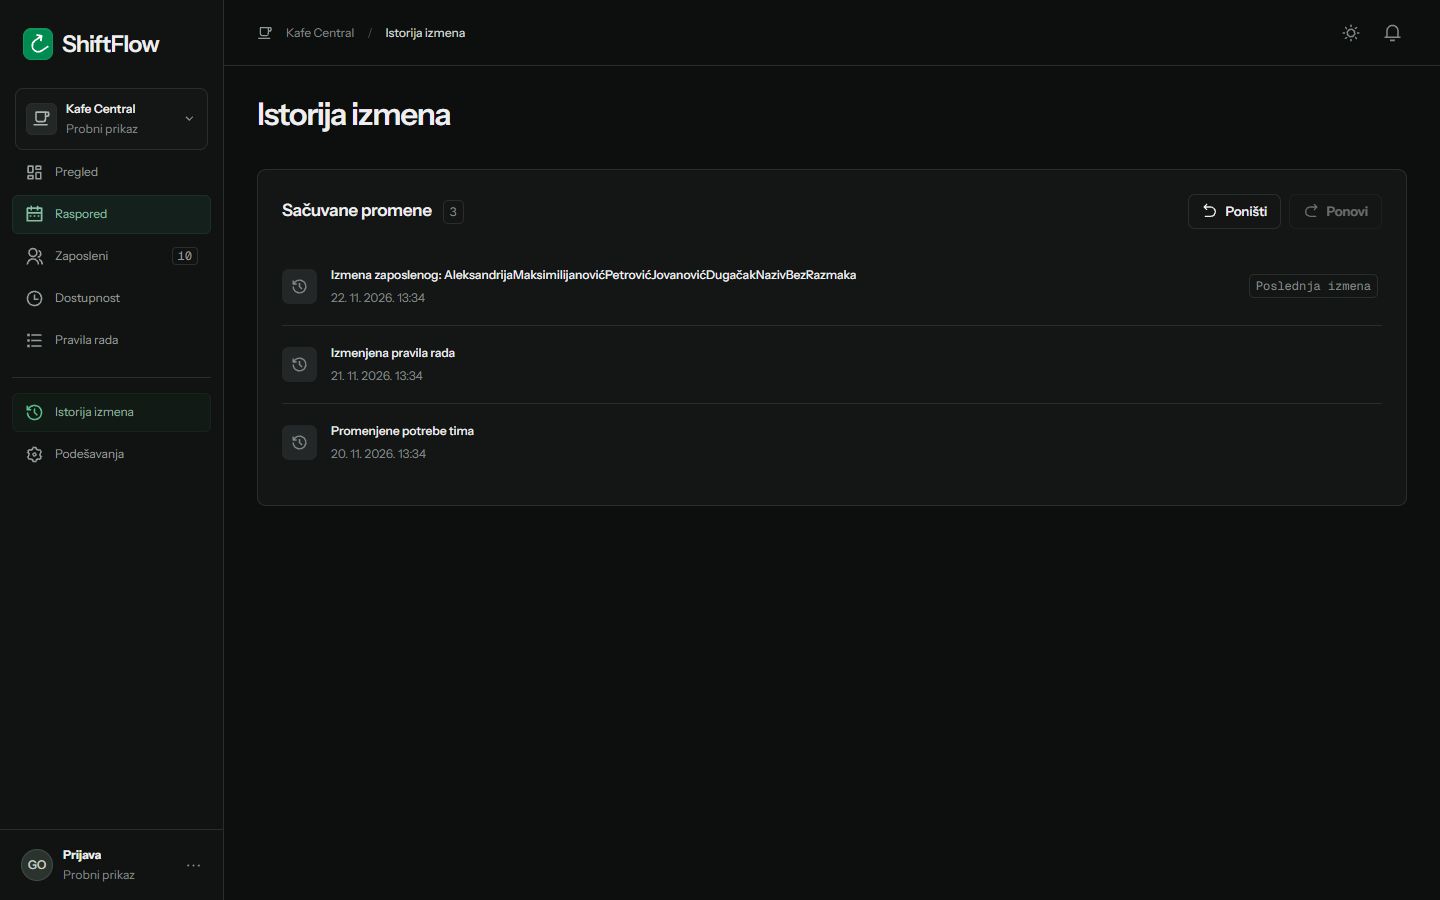 ShiftFlow
Kafe Central
Probni prikaz
Pregled
Raspored
Zaposleni 10
Dostupnost
Pravila rada
Istorija izmena
Podešavanja
GO
Prijava
Probni prikaz
Kafe Central / Istorija izmena
Istorija izmena
Sačuvane promene 3
Poništi
Ponovi
Izmena zaposlenog: AleksandrijaMaksimilijanovićPetrovićJovanovićDugačakNazivBezRazmaka
22. 11. 2026. 13:34
Poslednja izmena
Izmenjena pravila rada
21. 11. 2026. 13:34
Promenjene potrebe tima
20. 11. 2026. 13:34